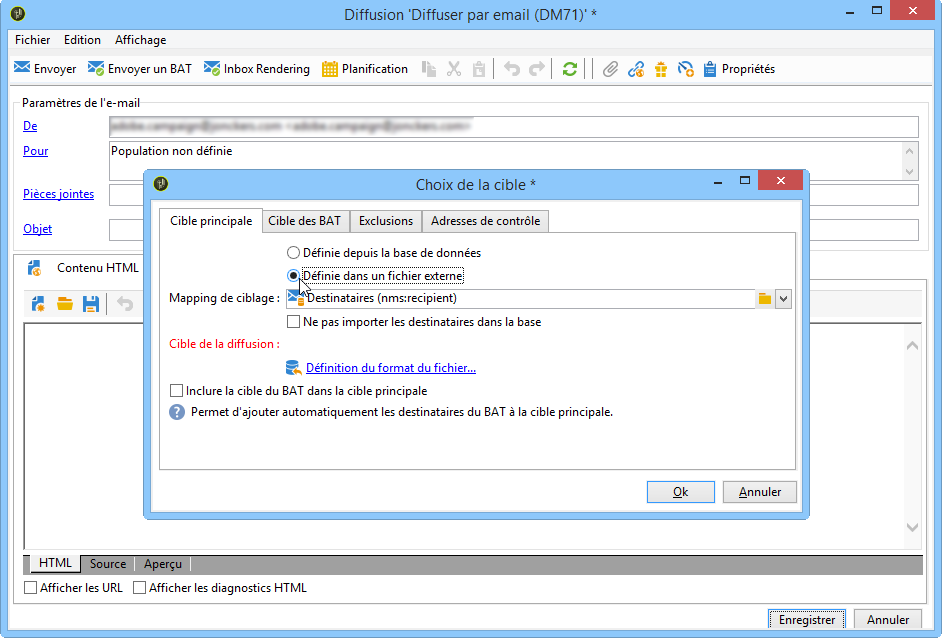 Diffusion 'Diffuser par email (DM71)' *
Fichier Edition Affichage
Envoyer Envoyer un BAT Inbox Rendering Planification Propriétés
Paramètres de l'e-mail
De
Pour Population non définie
Pièces jointes
Objet
Contenu HTML
Choix de la cible *
Cible principale Cible des BAT Exclusions Adresses de contrôle
Définie depuis la base de données
Définie dans un fichier externe
Mapping de ciblage : Destinataires (nms:recipient)
Ne pas importer les destinataires dans la base
Cible de la diffusion :
Définition du format du fichier...
Inclure la cible du BAT dans la cible principale
? Permet d'ajouter automatiquement les destinataires du BAT à la cible principale.
Ok Annuler
HTML Source Aperçu
Afficher les URL Afficher les diagnostics HTML
Enregistrer Annuler